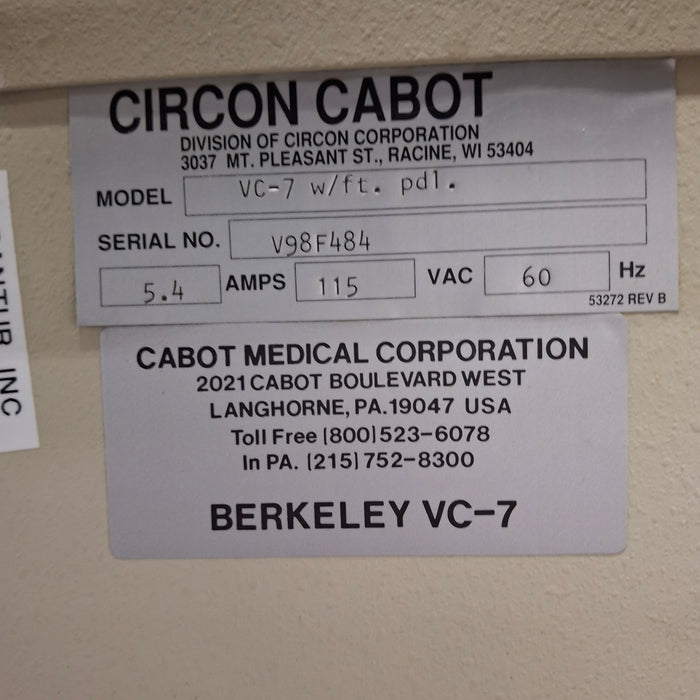 CIRCON CABOT
DIVISION OF CIRCON CORPORATION
3037 MT. PLEASANT ST., RACINE, WI 53404
MODEL VC-7 w/ft. pdl.
SERIAL NO. V98F484
5.4 AMPS 115 VAC 60 Hz
53272 REV B
CABOT MEDICAL CORPORATION
2021 CABOT BOULEVARD WEST
LANGHORNE, PA. 19047 USA
Toll Free (800) 523-6078
In PA. (215) 752-8300
BERKELEY VC-7
INC